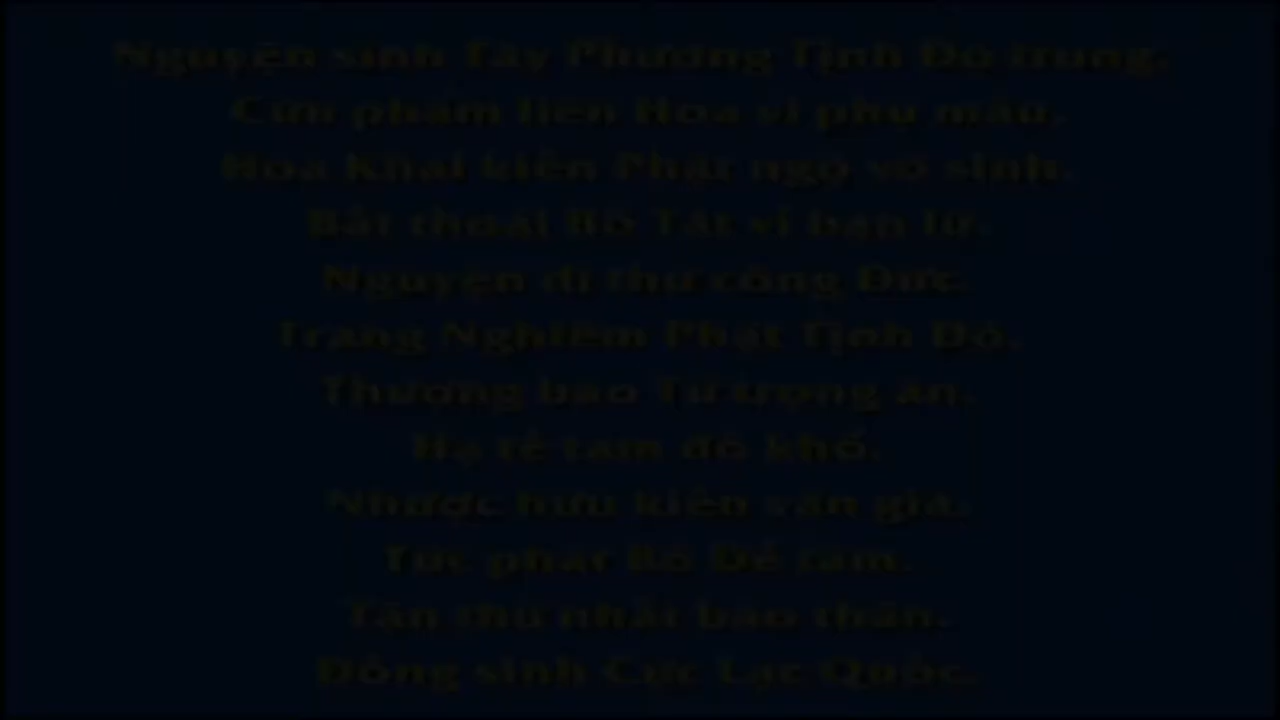 Nguyện sinh Tây Phương Tịnh Độ trung,
Cửu phẩm liên Hoa vi phụ mẫu.
Hoa Khai kiến Phật ngộ vô sinh.
Bất thoái Bồ Tát vi bạn lữ.
Nguyện dĩ thử công Đức.
Trang Nghiêm Phật Tịnh Độ.
Thượng báo Tứ trọng ân.
Hạ tế tam đồ khổ.
Nhược hữu kiến văn giả.
Tức phát Bồ Đề tâm.
Tận thử nhất báo thân.
Đồng sinh Cực Lạc Quốc.